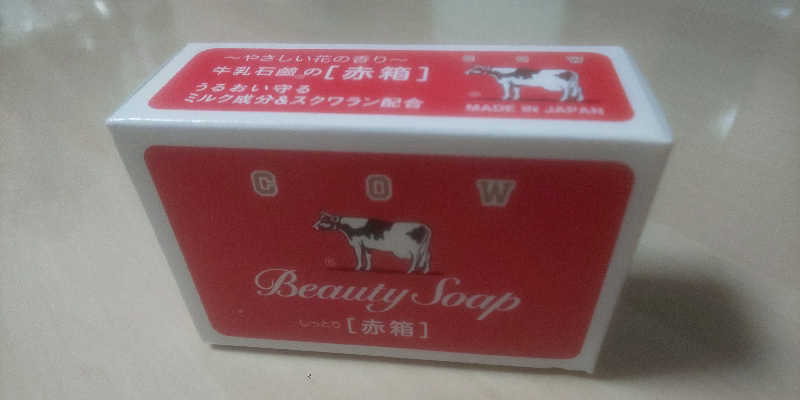 ～やさしい花の香り～
牛乳石鹼の[赤箱]
うるおい守る
ミルク成分&スクワラン配合
COW
MADE IN JAPAN
COW
®
Beauty Soap
しっとり[赤箱]